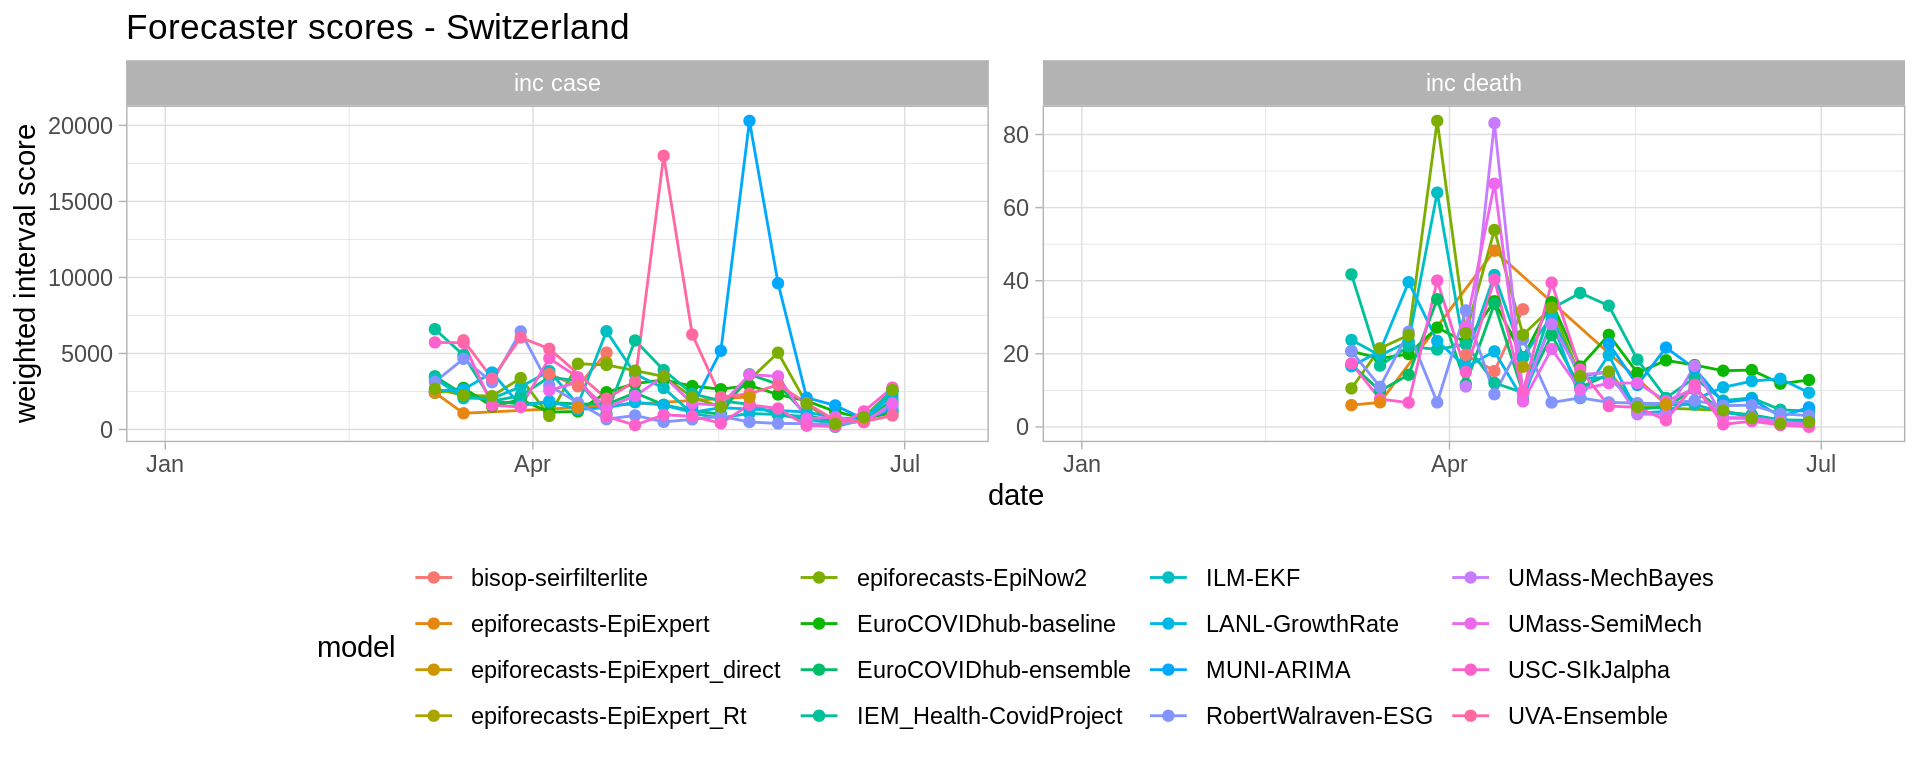 Forecaster scores - Switzerland
inc case
inc death
weighted interval score
20000
15000
10000
5000
0
80
60
40
20
0
Jan
Apr
Jul
Jan
Apr
Jul
date
model
bisop-seirfilterlite
epiforecasts-EpiExpert
epiforecasts-EpiExpert_direct
epiforecasts-EpiExpert_Rt
epiforecasts-EpiNow2
EuroCOVIDhub-baseline
EuroCOVIDhub-ensemble
IEM_Health-CovidProject
ILM-EKF
LANL-GrowthRate
MUNI-ARIMA
RobertWalraven-ESG
UMass-MechBayes
UMass-SemiMech
USC-SIkJalpha
UVA-Ensemble